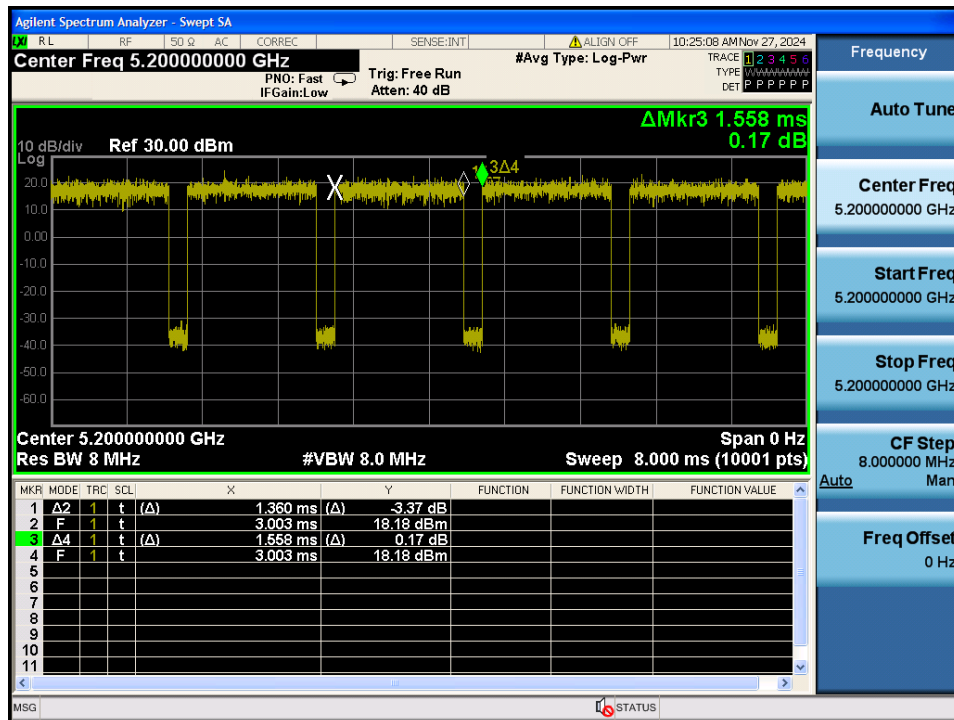 Agilent Spectrum Analyzer - Swept SA
LXI RL RF 50 Ω AC CORREC SENSE:INT ALIGN OFF 10:25:08 AM Nov 27, 2024
Center Freq 5.200000000 GHz #Avg Type: Log-Pwr TRACE 1 2 3 4 5 6
PNO: Fast Trig: Free Run TYPE WWWWWW
IFGain:Low Atten: 40 dB DET P P P P P P
ΔMkr3 1.558 ms
10 dB/div Ref 30.00 dBm 0.17 dB
Log
3Δ4
20.0
10.0
0.00
-10.0
-20.0
-30.0
-40.0
-50.0
-60.0
Center 5.200000000 GHz Span 0 Hz
Res BW 8 MHz #VBW 8.0 MHz Sweep 8.000 ms (10001 pts)
MKR MODE TRC SCL X Y FUNCTION FUNCTION WIDTH FUNCTION VALUE
1 Δ2 1 t (Δ) 1.360 ms (Δ) -3.37 dB
2 F 1 t 3.003 ms 18.18 dBm
3 Δ4 1 t (Δ) 1.558 ms (Δ) 0.17 dB
4 F 1 t 3.003 ms 18.18 dBm
5
6
7
8
9
10
11
MSG STATUS
Frequency
Auto Tune
Center Freq
5.200000000 GHz
Start Freq
5.200000000 GHz
Stop Freq
5.200000000 GHz
CF Step
8.000000 MHz
Auto Man
Freq Offset
0 Hz